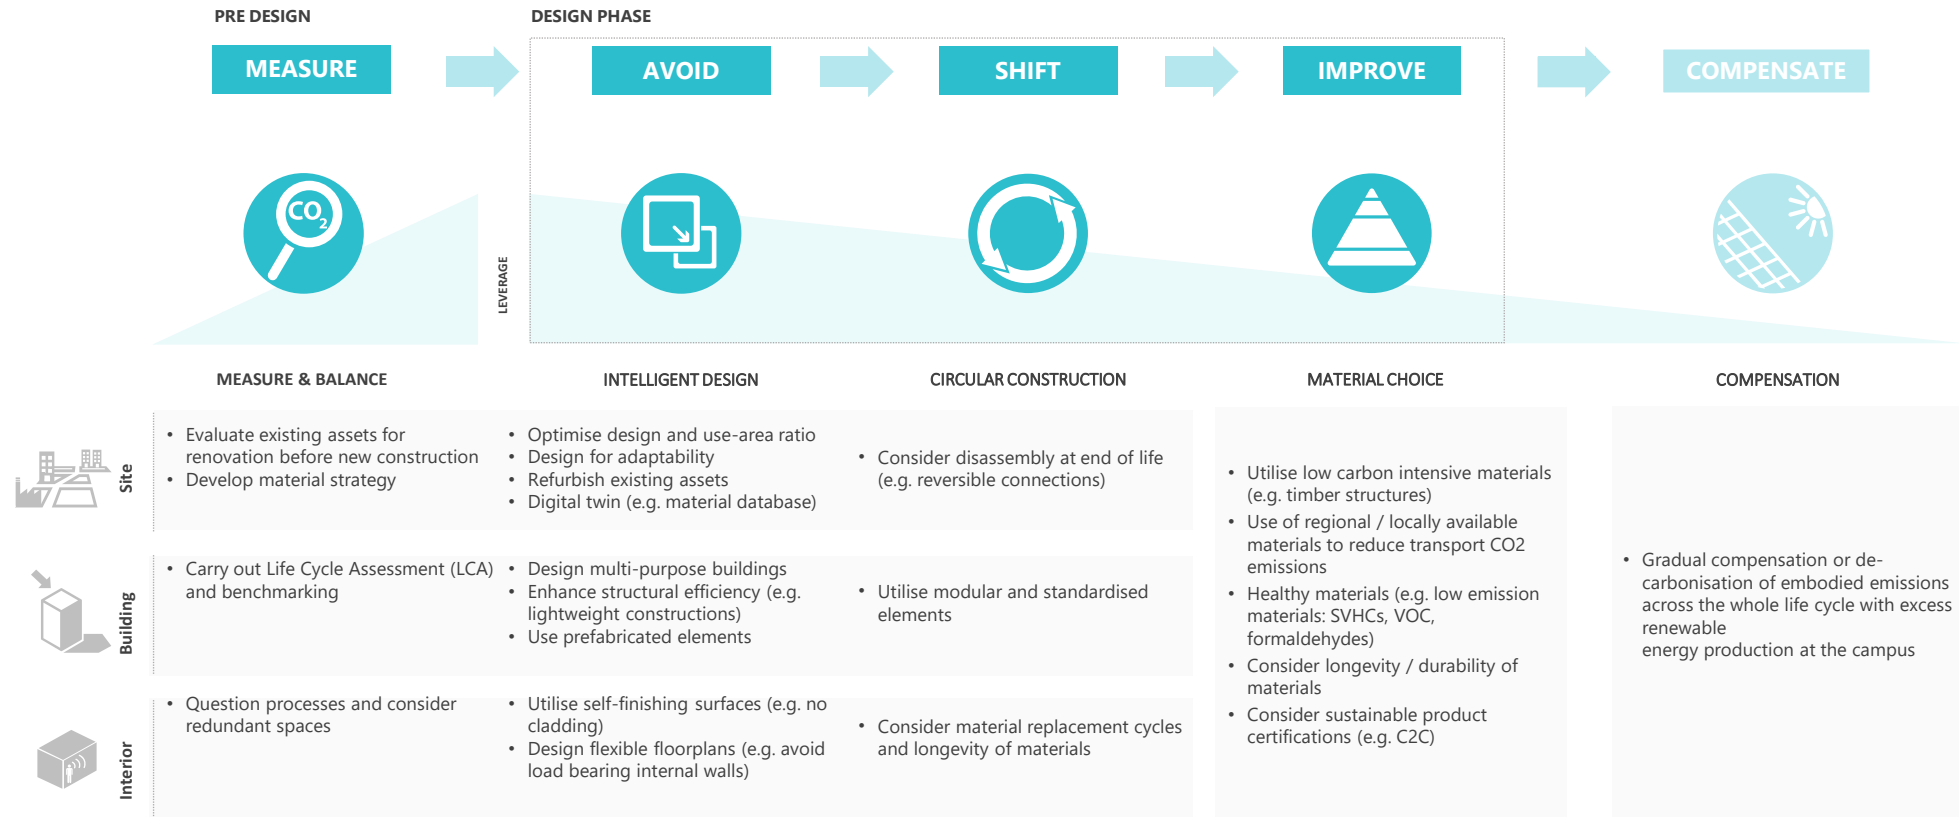 PRE DESIGN
DESIGN PHASE
MEASURE
AVOID
SHIFT
IMPROVE
COMPENSATE
CO2
LEVERAGE
MEASURE & BALANCE
INTELLIGENT DESIGN
CIRCULAR CONSTRUCTION
MATERIAL CHOICE
COMPENSATION
Site
• Evaluate existing assets for
renovation before new construction
• Develop material strategy
• Optimise design and use-area ratio
• Design for adaptability
• Refurbish existing assets
• Digital twin (e.g. material database)
• Consider disassembly at end of life
(e.g. reversible connections)
Building
• Carry out Life Cycle Assessment (LCA)
and benchmarking
• Design multi-purpose buildings
• Enhance structural efficiency (e.g.
lightweight constructions)
• Use prefabricated elements
• Utilise modular and standardised
elements
Interior
• Question processes and consider
redundant spaces
• Utilise self-finishing surfaces (e.g. no
cladding)
• Design flexible floorplans (e.g. avoid
load bearing internal walls)
• Consider material replacement cycles
and longevity of materials
• Utilise low carbon intensive materials
(e.g. timber structures)
• Use of regional / locally available
materials to reduce transport CO2
emissions
• Healthy materials (e.g. low emission
materials: SVHCs, VOC,
formaldehydes)
• Consider longevity / durability of
materials
• Consider sustainable product
certifications (e.g. C2C)
• Gradual compensation or de-
carbonisation of embodied emissions
across the whole life cycle with excess
renewable
energy production at the campus